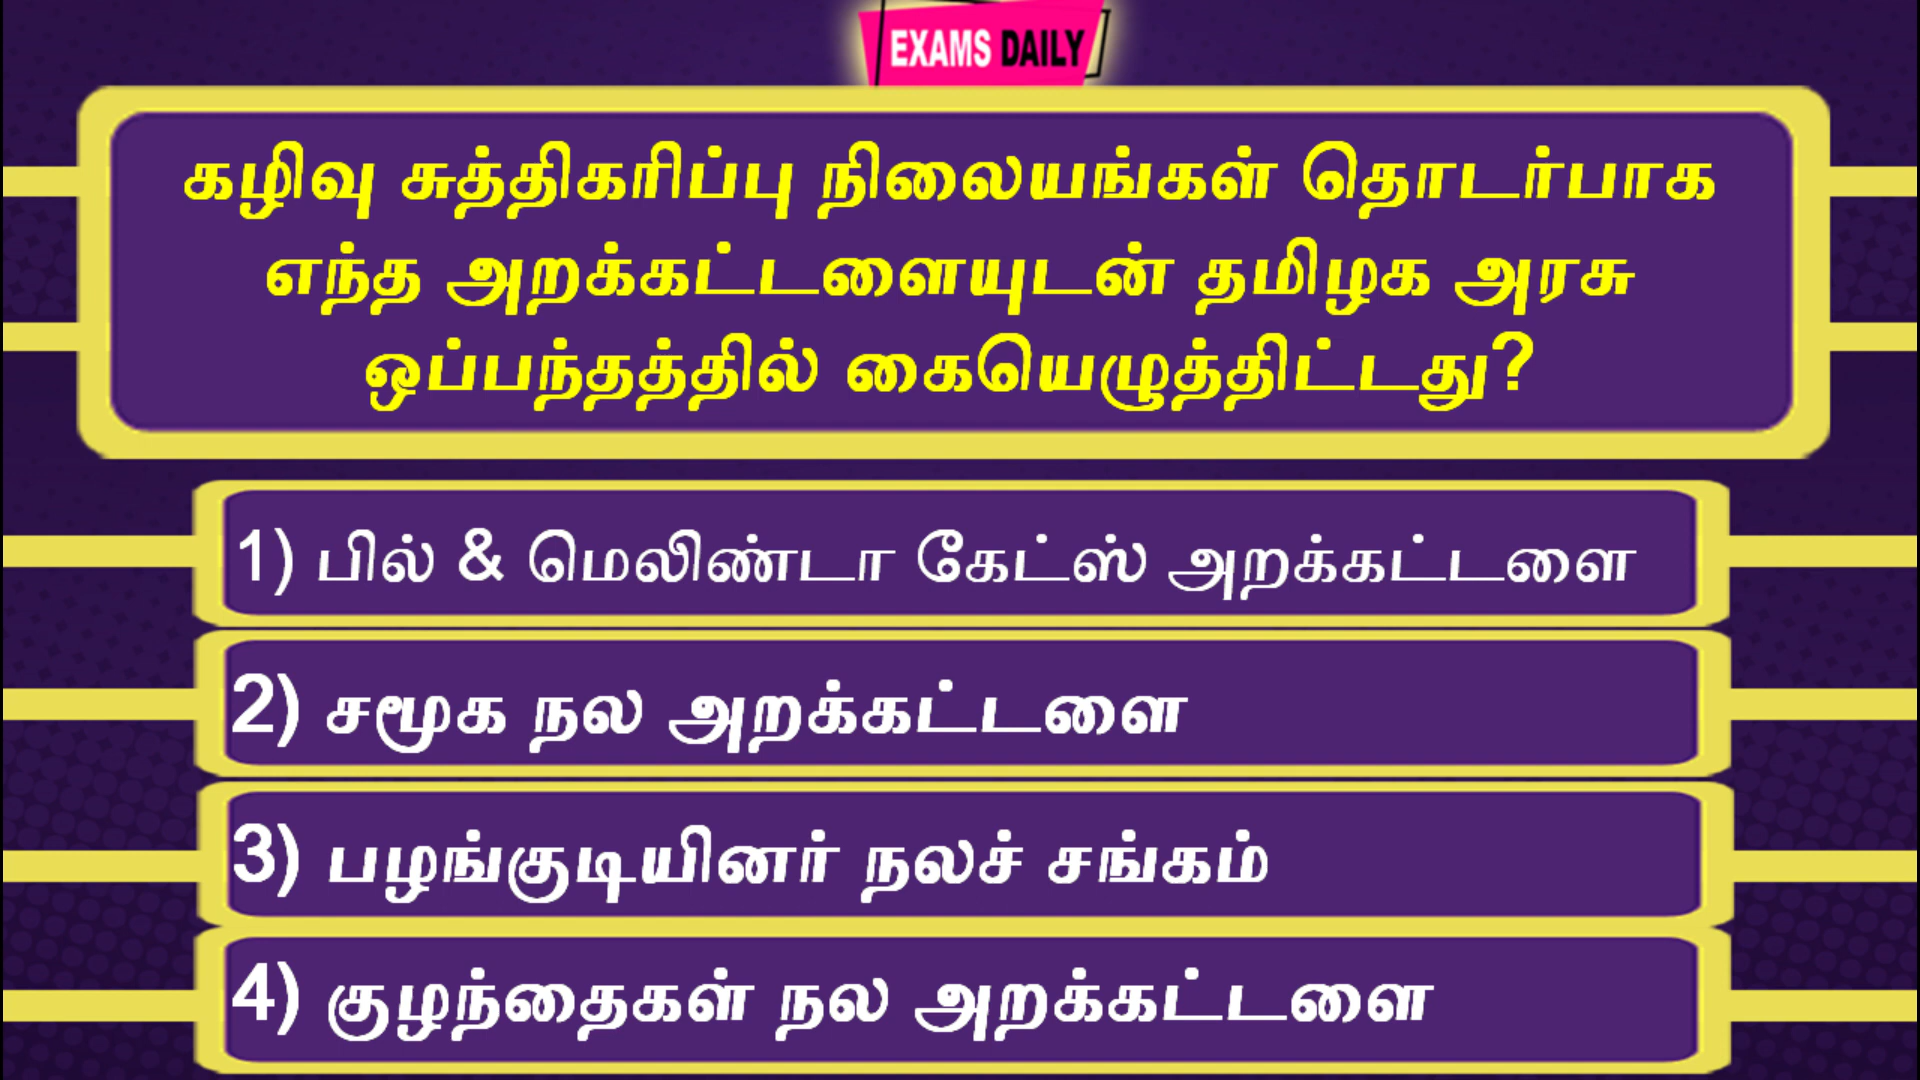 EXAMS DAILY
கழிவு சுத்திகரிப்பு நிலையங்கள் தொடர்பாக
எந்த அறக்கட்டளையுடன் தமிழக அரசு
ஒப்பந்தத்தில் கையெழுத்திட்டது?
1) பில் & மெலிண்டா கேட்ஸ் அறக்கட்டளை
2) சமூக நல அறக்கட்டளை
3) பழங்குடியினர் நலச் சங்கம்
4) குழந்தைகள் நல அறக்கட்டளை